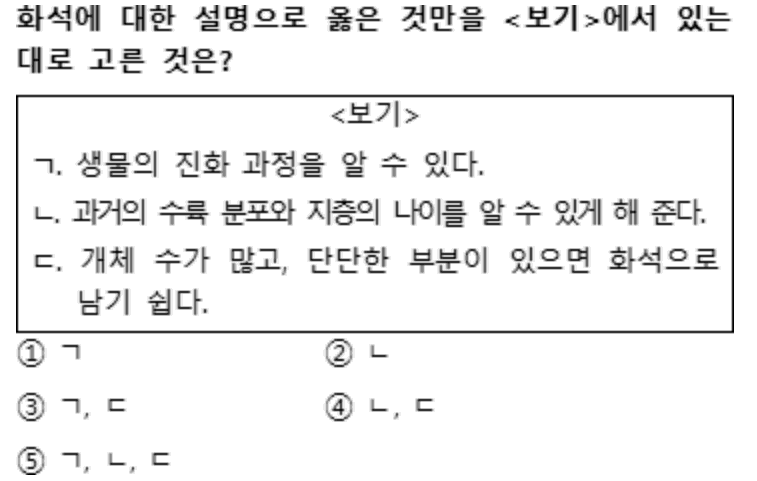 화석에 대한 설명으로 옳은 것만을 <보기>에서 있는
대로 고른 것은?
<보기>
ㄱ. 생물의 진화 과정을 알 수 있다.
ㄴ. 과거의 수륙 분포와 지층의 나이를 알 수 있게 해 준다.
ㄷ. 개체 수가 많고, 단단한 부분이 있으면 화석으로
남기 쉽다.
① ㄱ ② ㄴ
③ ㄱ, ㄷ ④ ㄴ, ㄷ
⑤ ㄱ, ㄴ, ㄷ